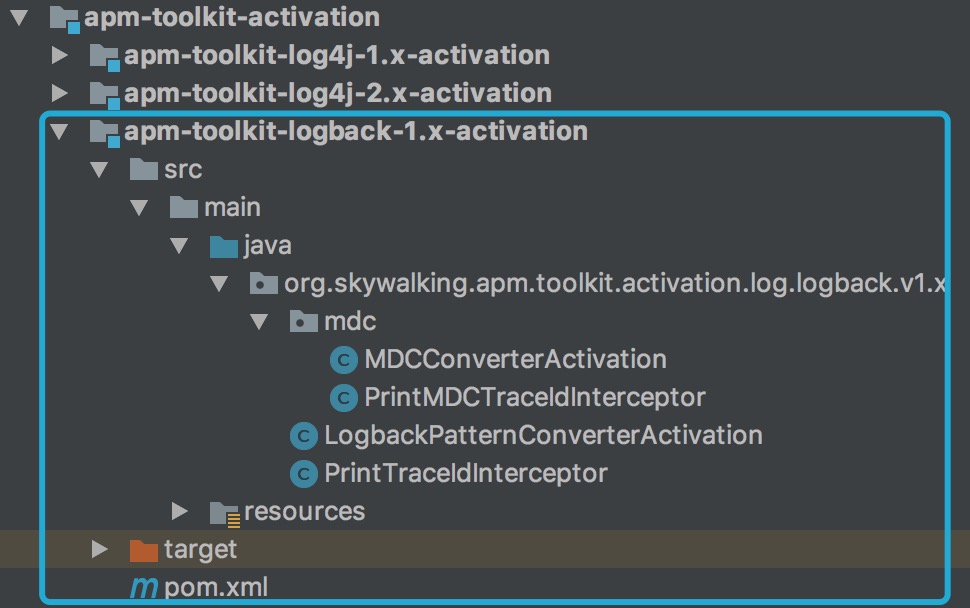 apm-toolkit-activation
apm-toolkit-log4j-1.x-activation
apm-toolkit-log4j-2.x-activation
apm-toolkit-logback-1.x-activation
src
main
java
org.skywalking.apm.toolkit.activation.log.logback.v1.x
mdc
C MDCConverterActivation
C PrintMDCTraceIdInterceptor
C LogbackPatternConverterActivation
C PrintTraceIdInterceptor
resources
target
m pom.xml